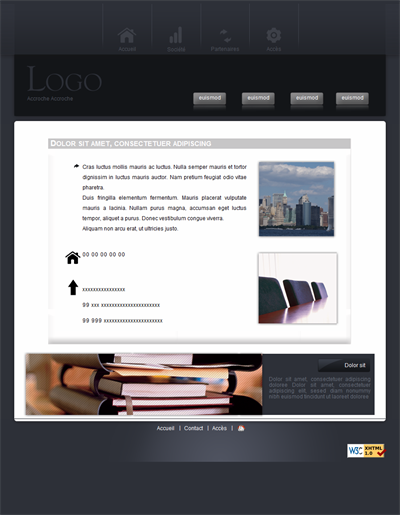 Accueil
Société
Partenaires
Accès
LOGO
Accroche Accroche
euismod
euismod
euismod
euismod
DOLOR SIT AMET, CONSECTETUER ADIPISCING
Cras luctus mollis mauris ac luctus. Nulla semper mauris et tortor
dignissim in luctus mauris auctor. Nam pretium feugiat odio vitae
pharetra.
Duis fringilla elementum fermentum. Mauris placerat vulputate
mauris a lacinia. Nullam purus magna, accumsan eget luctus
tempor, aliquet a purus. Donec vestibulum congue viverra.
Aliquam non arcu erat, ut ultricies justo.
00 00 00 00 00
xxxxxxxxxxxxxxx
99 xxx xxxxxxxxxxxxxxxxxxxxx
99 999 xxxxxxxxxxxxxxxxxxxxx
Dolor sit
Dolor sit amet, consectetuer adipiscing
dolore Dolor sit amet, consectetuer
adipiscing elit, seped diam nonummy
nibh euismod tincidunt ut laoreet doloree.
Accueil | Contact | Accès |
W3C XHTML 1.0